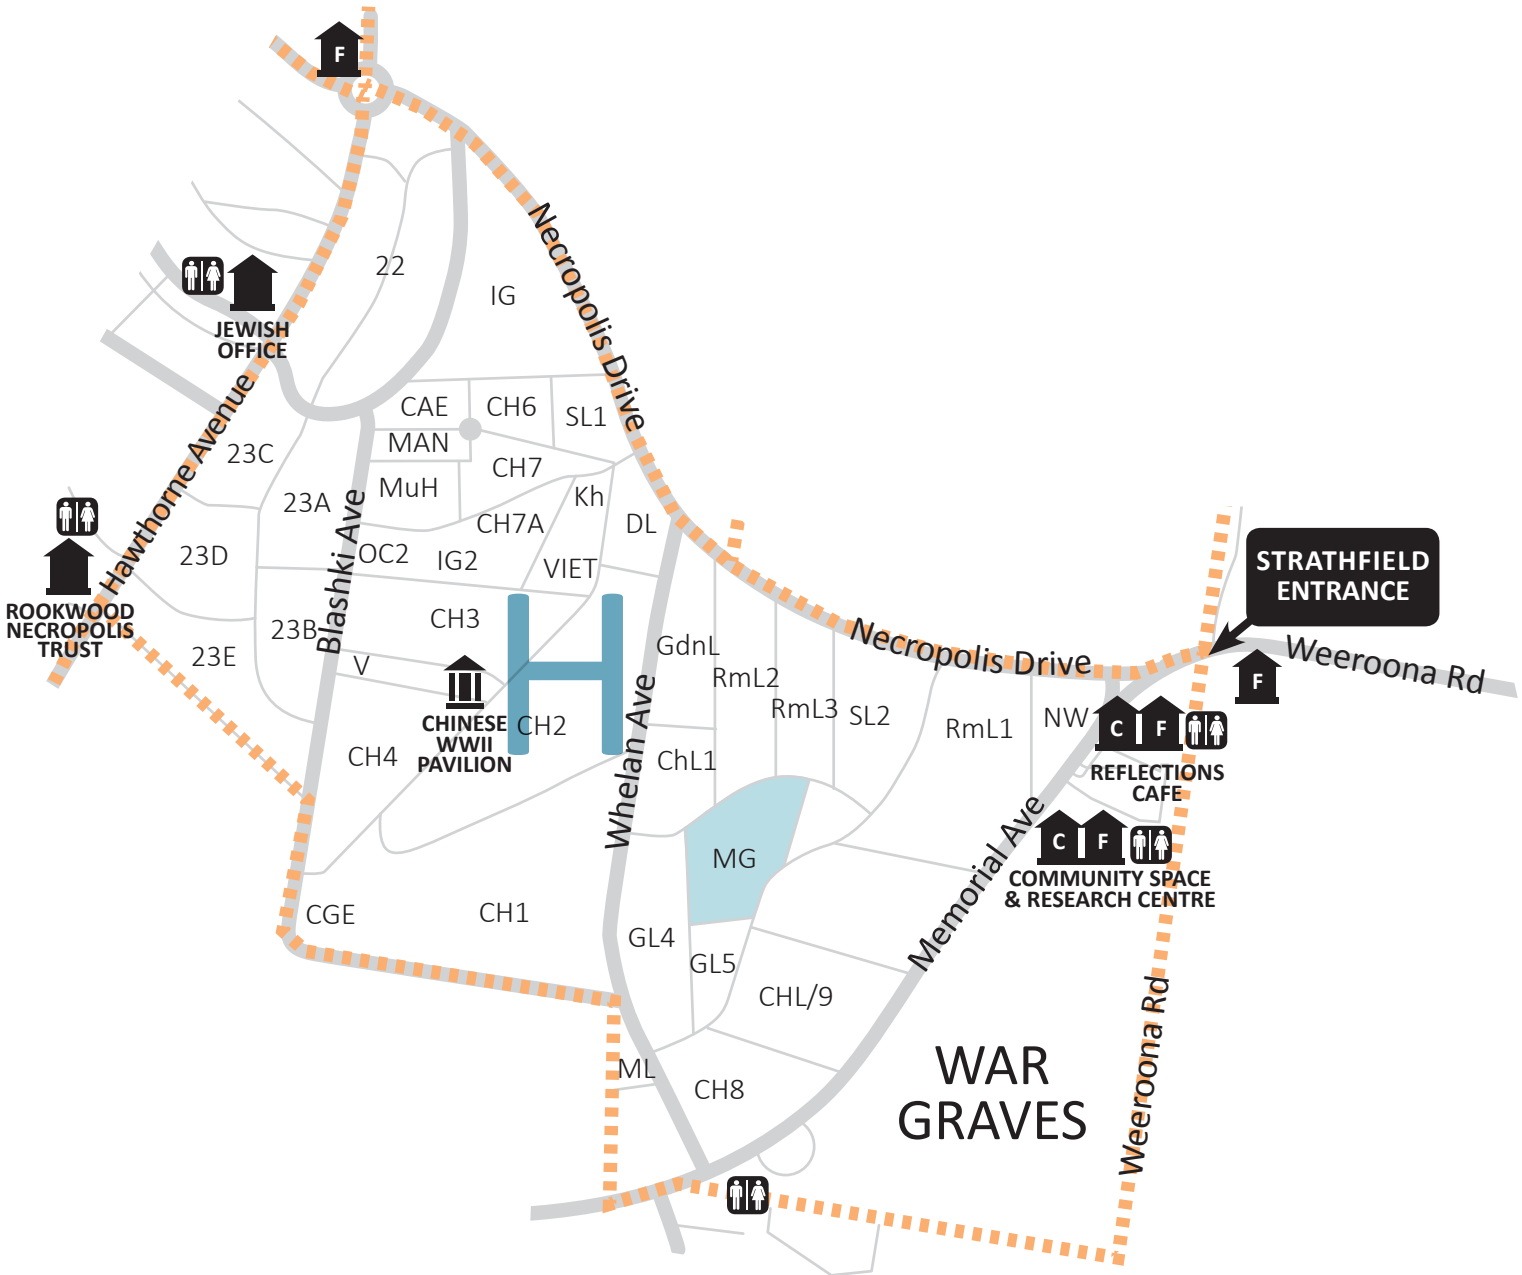 F
Necropolis Drive
22
IG
JEWISH
OFFICE
Hawthorne Avenue
CAE
CH6
SL1
MAN
23C
CH7
MuH
23A
Kh
CH7A
DL
Blashki Ave
OC2
IG2
VIET
23D
ROOKWOOD
NECROPOLIS
TRUST
23B
CH3
23E
V
H
GdnL
RmL2
RmL3
SL2
RmL1
NW
Necropolis Drive
STRATHFIELD
ENTRANCE
Weeroona Rd
F
C
F
REFLECTIONS
CAFE
CHINESE
WWII
PAVILION
CH2
CH4
Whelan Ave
ChL1
MG
Memorial Ave
C
F
COMMUNITY SPACE
& RESEARCH CENTRE
CGE
CH1
GL4
GL5
CHL/9
Weeroona Rd
WAR
GRAVES
ML
CH8